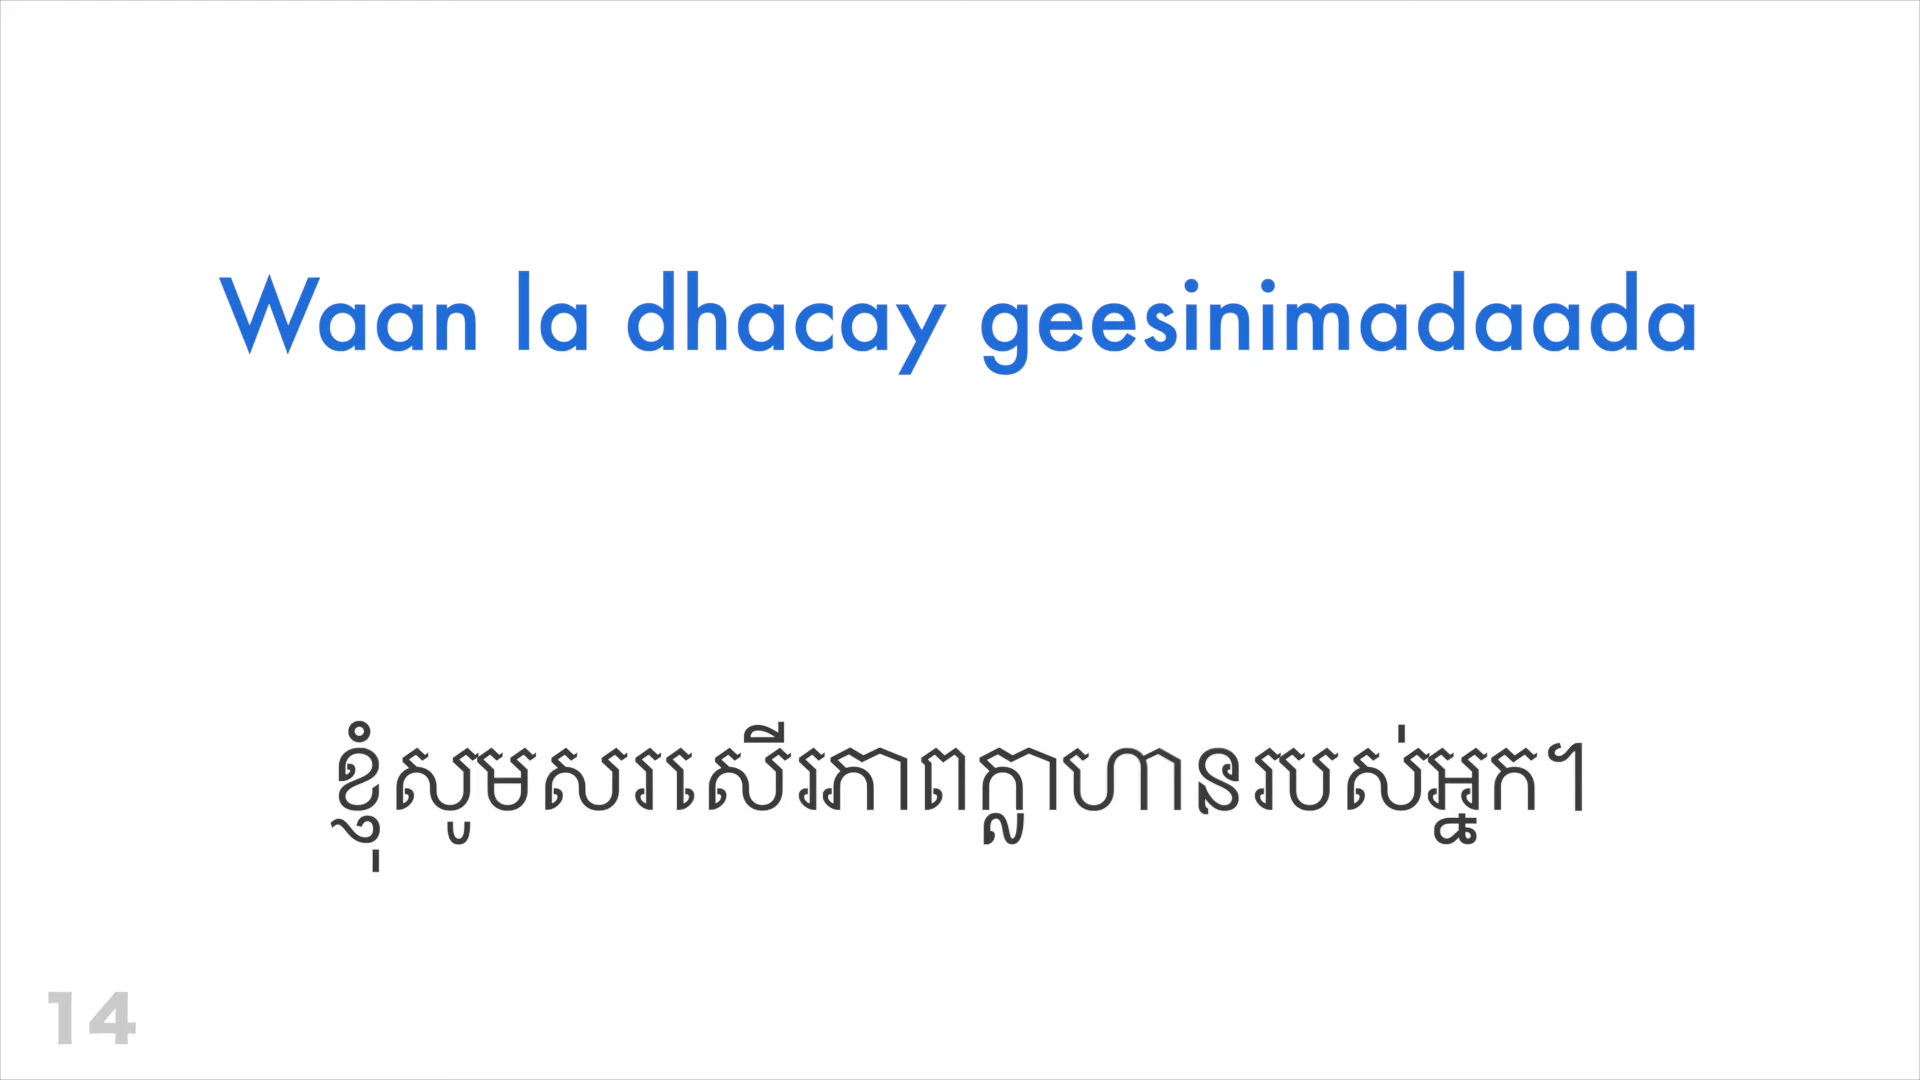 Waan la dhacay geesinimadaada
ខ្ញុំសូមសរសើរភាពក្លាហានរបស់អ្នក។
14